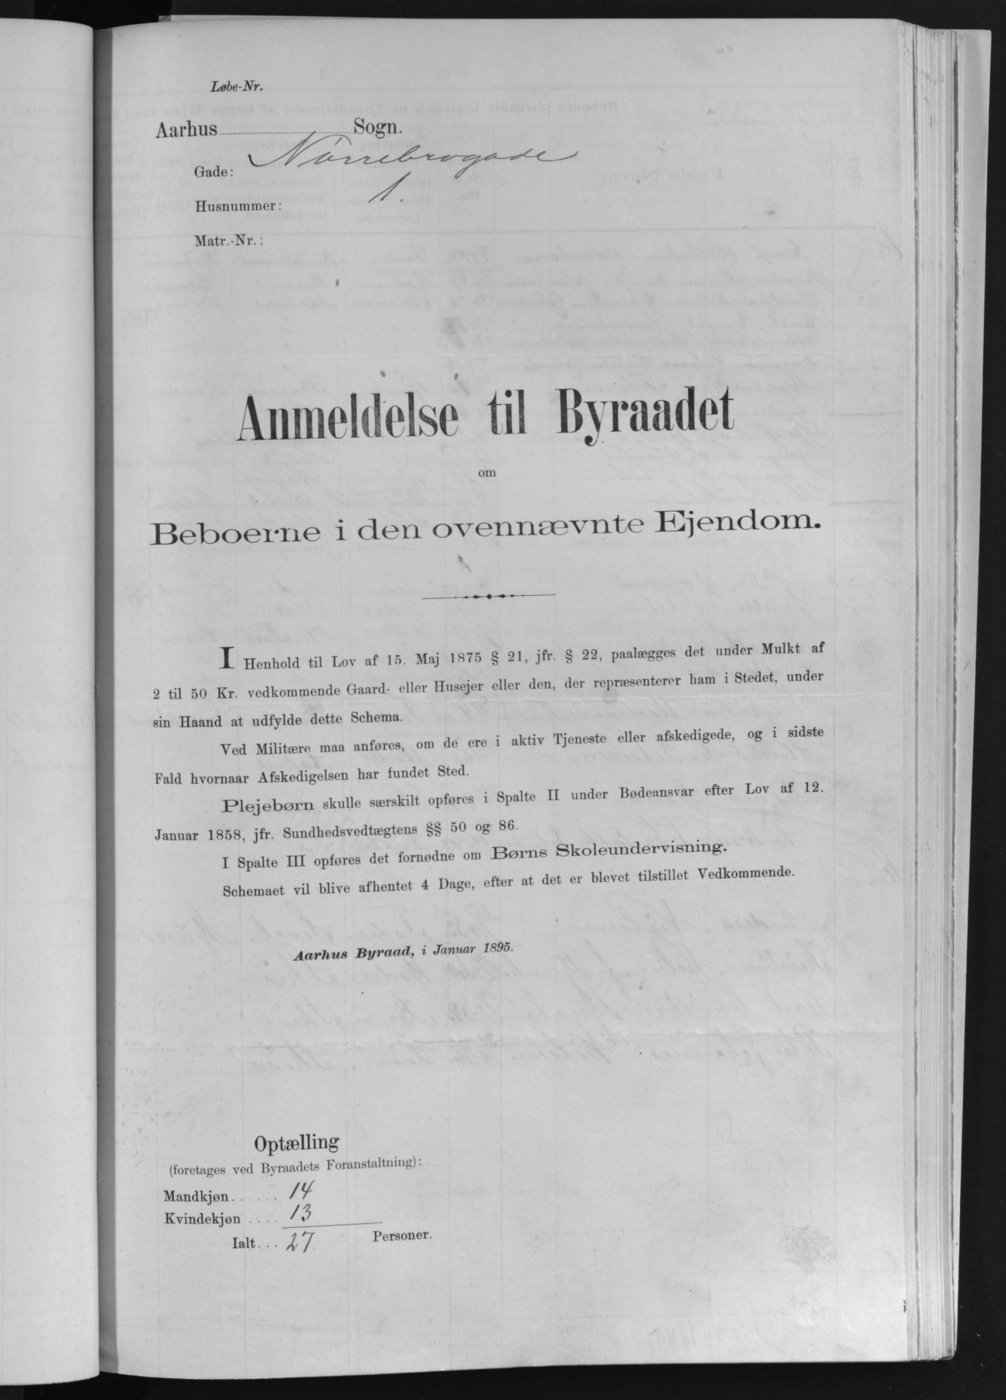 Løbe-Nr.
Aarhus Sogn.
Gade: Nørrebrogade
Husnummer: 1.
Matr.-Nr.:
Anmeldelse til Byraadet
om
Beboerne i den ovennævnte Ejendom.
I Henhold til Lov af 15. Maj 1875 § 21, jfr. § 22, paalægges det under Mulkt af
2 til 50 Kr. vedkommende Gaard- eller Husejer eller den, der repræsenterer ham i Stedet, under
sin Haand at udfylde dette Schema.
Ved Militære maa anføres, om de ere i aktiv Tjeneste eller afskedigede, og i sidste
Fald hvornaar Afskedigelsen har fundet Sted.
Plejebørn skulle særskilt opføres i Spalte II under Bødeansvar efter Lov af 12.
Januar 1858, jfr. Sundhedsvedtægtens §§ 50 og 86.
I Spalte III opføres det fornødne om Børns Skoleundervisning.
Schemaet vil blive afhentet 4 Dage, efter at det er blevet tilstillet Vedkommende.
Aarhus Byraad, i Januar 1895.
Optælling
(foretages ved Byraadets Foranstaltning):
Mandkjøn...... 14
Kvindekjøn .... 13
Ialt... 27 Personer.